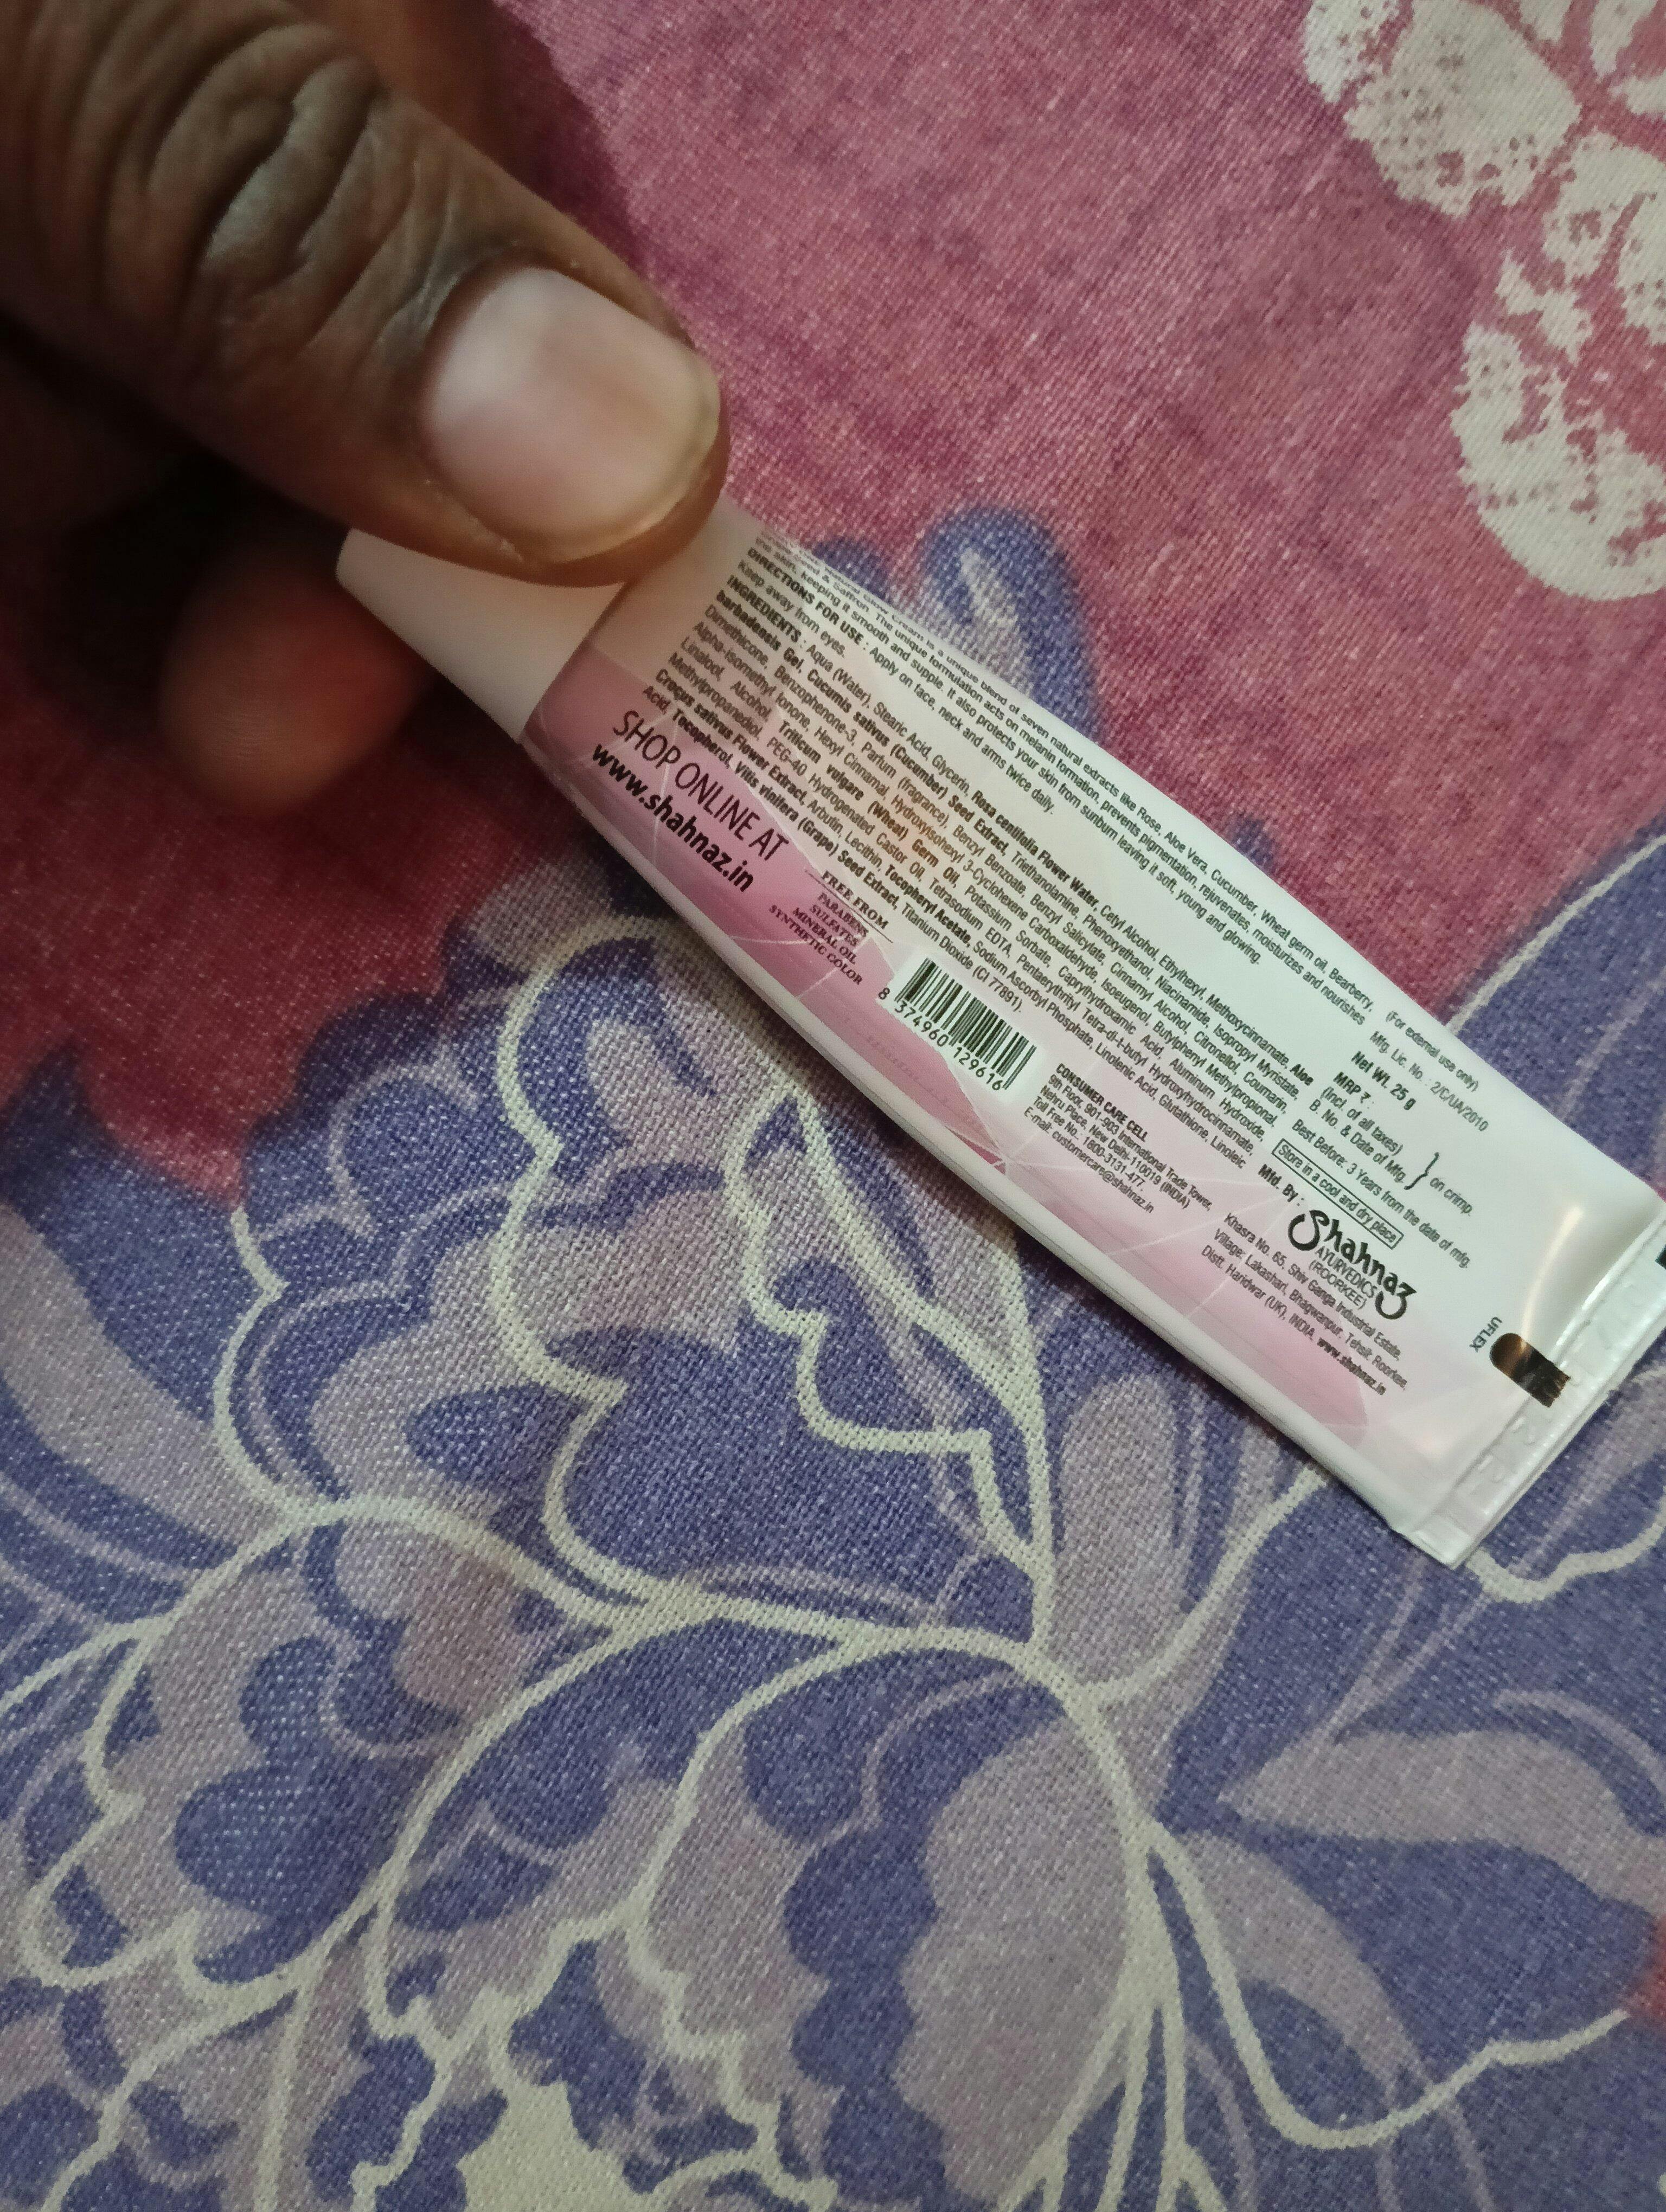 Natural Glow Cream is a unique blend of seven natural extracts like Rose, Aloe Vera, Cucumber, Wheat germ oil, Bearberry,
Seed & Saffron. The unique formulation acts on melanin formation, prevents pigmentation, rejuvenates, moisturizes and nourishes
the skin, keeping it smooth and supple. It also protects your skin from sunburn leaving it soft, young and glowing.
DIRECTIONS FOR USE : Apply on face, neck and arms twice daily.
Keep away from eyes.
INGREDIENTS : Aqua (Water), Stearic Acid, Glycerin, Rosa centifolia Flower Water, Cetyl Alcohol, Ethylhexyl, Methoxycinnamate, Aloe
barbadensis Gel, Cucumis sativus (Cucumber) Seed Extract, Triethanolamine, Phenoxyethanol, Niacinamide, Isopropyl Myristate,
Dimethicone, Benzophenone-3, Parfum (fragrance), Benzyl Benzoate, Benzyl Salicylate, Cinnamyl Alcohol, Citronellol, Coumarin,
Alpha-isomethyl Ionone, Hexyl Cinnamal, Hydroxyisohexyl 3-Cyclohexene Carboxaldehyde, Isoeugenol, Butylphenyl Methylpropional,
Linalool, Alcohol, Triticum vulgare (Wheat) Germ Oil, Potassium Sorbate, Caprylhydroxamic Acid, Aluminum Hydroxide,
Methylpropanediol, PEG-40 Hydrogenated Castor Oil, Tetrasodium EDTA, Pentaerythrityl Tetra-di-t-butyl Hydroxyhydrocinnamate,
Crocus sativus Flower Extract, Arbutin, Lecithin, Tocopheryl Acetate, Sodium Ascorbyl Phosphate, Linolenic Acid, Glutathione, Linoleic
Acid, Tocopherol, Vitis vinifera (Grape) Seed Extract, Titanium Dioxide (CI 77891).
SHOP ONLINE AT
www.shahnaz.in
FREE FROM
PARABENS
SULFATES
MINERAL OIL
SYNTHETIC COLOR
8 374960 129616
CONSUMER CARE CELL
9th Floor, 901-903 International Trade Tower,
Nehru Place, New Delhi-110019 (INDIA)
Toll Free No. 1800-3131-477.
E-mail: customercare@shahnaz.in
(For external use only)
Mfg. Lic. No. : 2/C/UA/2010
Net Wt. 25 g
MRP ₹ :
(Incl. of all taxes)
B. No. & Date of Mfg. } on crimp.
Best Before: 3 Years from the date of mfg.
Store in a cool and dry place
Mfd. By :
Shahnaz
AYURVEDICS
(ROORKEE)
Khasra No. 65, Shiv Ganga Industrial Estate,
Village: Lakashari, Bhagwanpur, Tehsil: Roorkee,
Distt. Haridwar (UK), INDIA. www.shahnaz.in
UFLEX